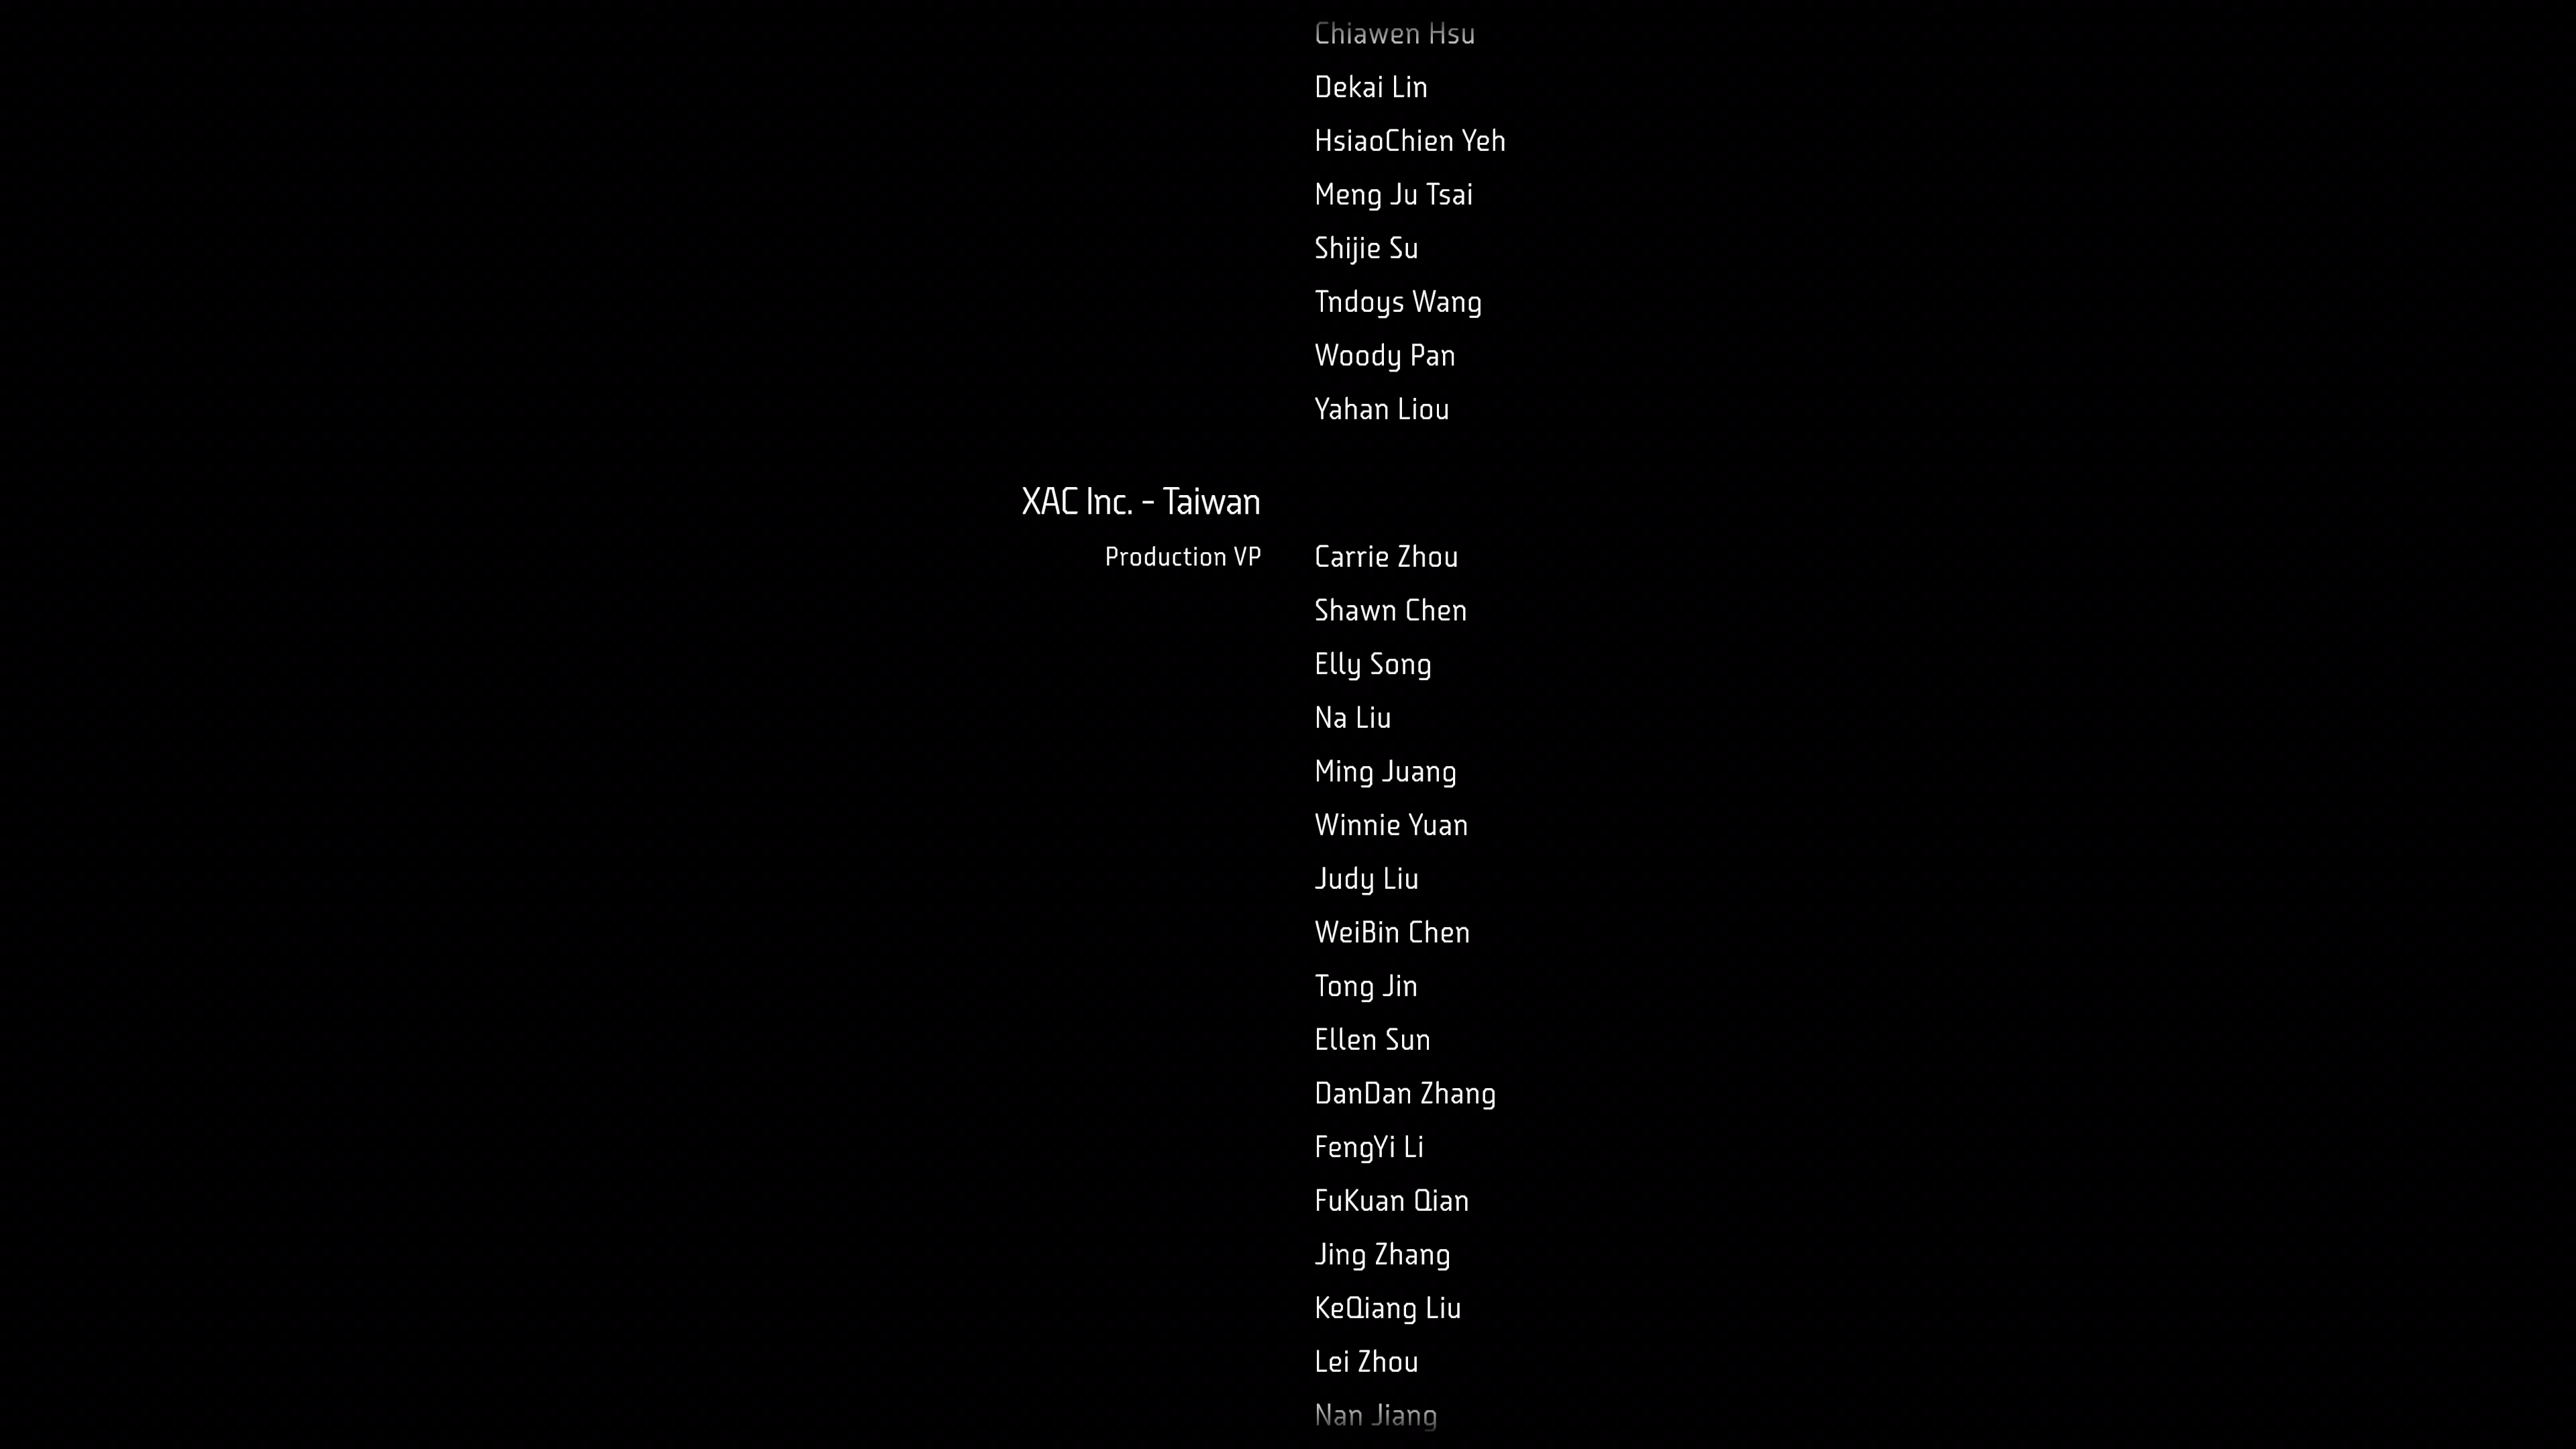 Chiawen Hsu
Dekai Lin
HsiaoChien Yeh
Meng Ju Tsai
Shijie Su
Tndoys Wang
Woody Pan
Yahan Liou
XAC Inc. - Taiwan
Production VP Carrie Zhou
Shawn Chen
Elly Song
Na Liu
Ming Juang
Winnie Yuan
Judy Liu
WeiBin Chen
Tong Jin
Ellen Sun
DanDan Zhang
FengYi Li
FuKuan Qian
Jing Zhang
KeQiang Liu
Lei Zhou
Nan Jiang